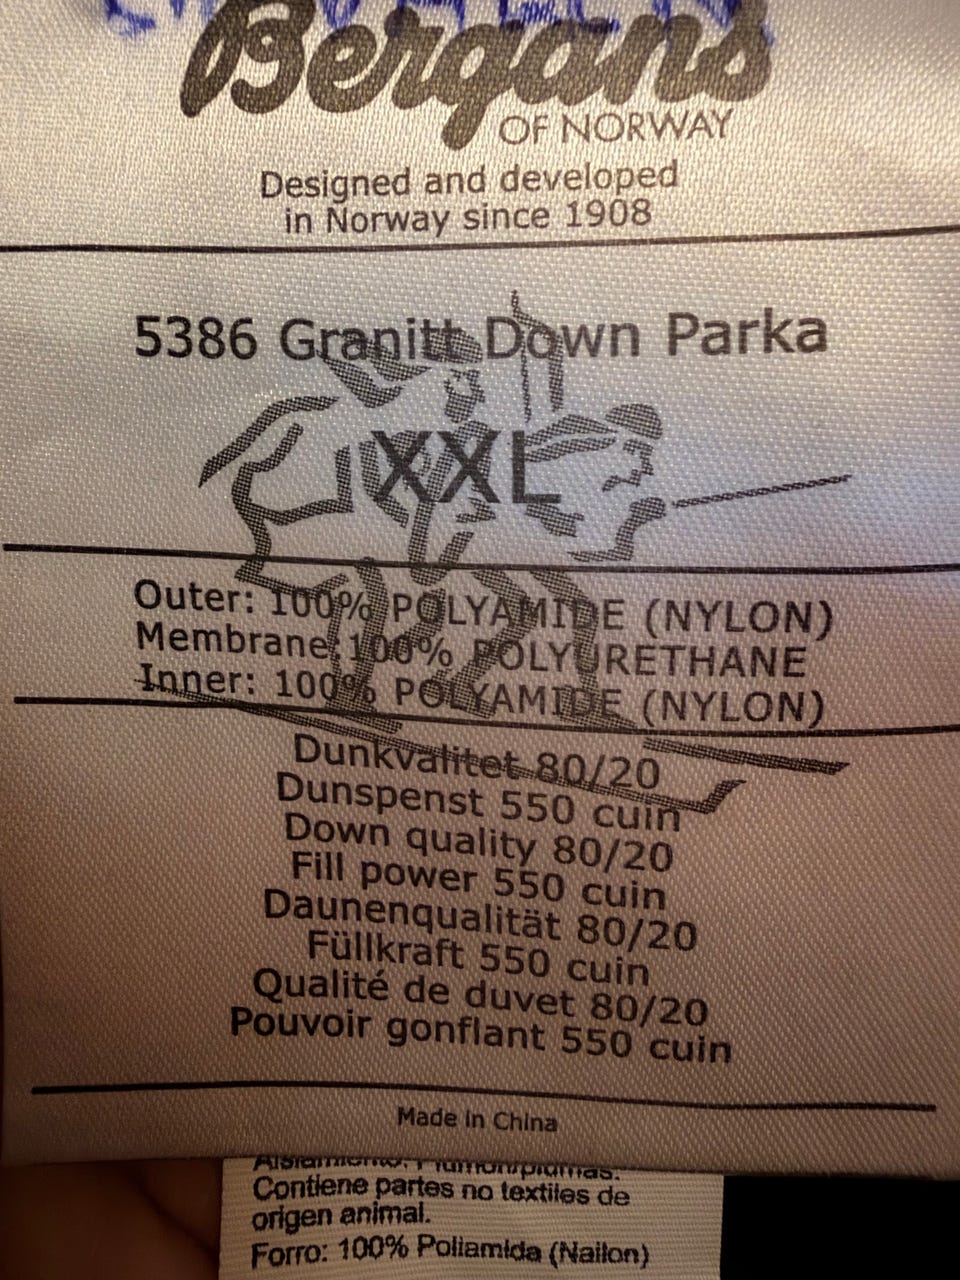 Bergans
OF NORWAY
Designed and developed
in Norway since 1908
5386 Granitt Down Parka
XXL
Outer: 100% POLYAMIDE (NYLON)
Membrane:100% POLYURETHANE
Inner: 100% POLYAMIDE (NYLON)
Dunkvalitet 80/20
Dunspenst 550 cuin
Down quality 80/20
Fill power 550 cuin
Daunenqualität 80/20
Füllkraft 550 cuin
Qualité de duvet 80/20
Pouvoir gonflant 550 cuin
Made in China
Aislamiento: Plumón/plumas.
Contiene partes no textiles de
origen animal.
Forro: 100% Poliamida (Nailon)